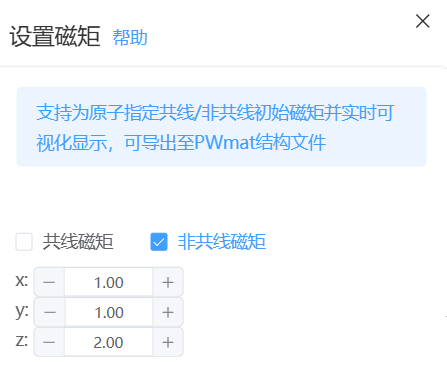 设置磁矩 帮助
支持为原子指定共线/非共线初始磁矩并实时可
视化显示，可导出至PWmat结构文件
共线磁矩 非共线磁矩
x: 1.00
y: 1.00
z: 2.00